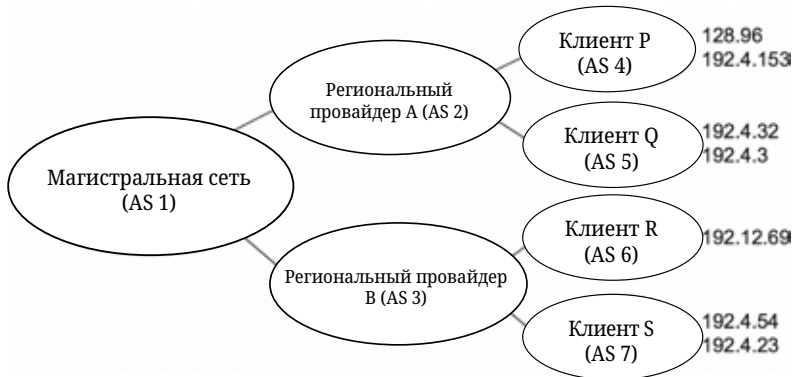 Клиент P
(AS 4)
128.96
192.4.153
Региональный
провайдер A (AS 2)
Клиент Q
(AS 5)
192.4.32
192.4.3
Магистральная сеть
(AS 1)
Клиент R
(AS 6)
192.12.69
Региональный провайдер
B (AS 3)
Клиент S
(AS 7)
192.4.54
192.4.23